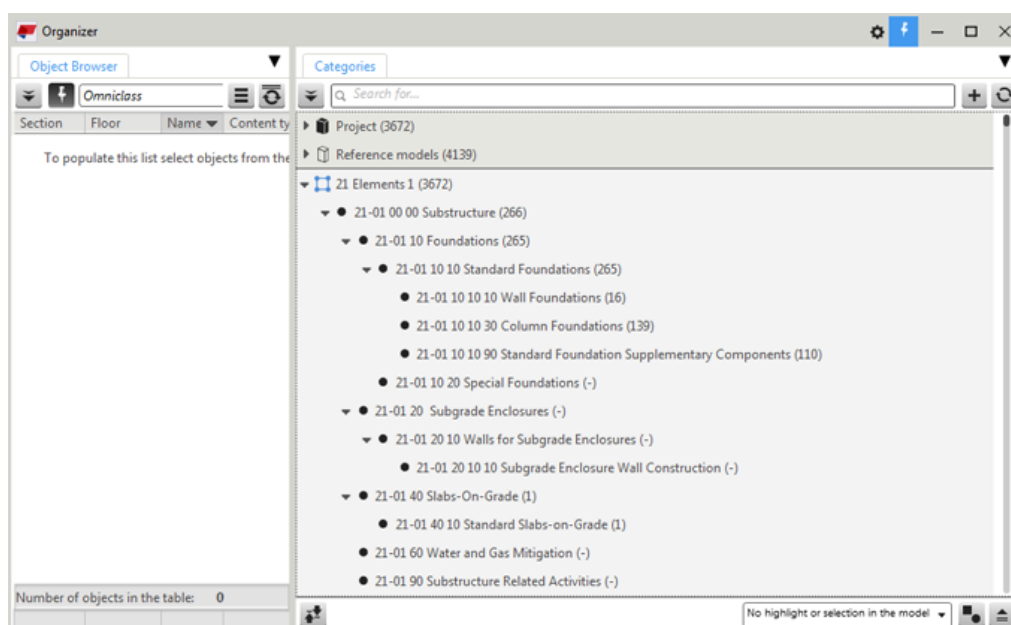 Organizer
Object Browser
Categories
Omniclass
Search for...
Section Floor Name Content ty
To populate this list select objects from the
Project (3672)
Reference models (4139)
21 Elements 1 (3672)
21-01 00 00 Substructure (266)
21-01 10 Foundations (265)
21-01 10 10 Standard Foundations (265)
21-01 10 10 10 Wall Foundations (16)
21-01 10 10 30 Column Foundations (139)
21-01 10 10 90 Standard Foundation Supplementary Components (110)
21-01 10 20 Special Foundations (-)
21-01 20 Subgrade Enclosures (-)
21-01 20 10 Walls for Subgrade Enclosures (-)
21-01 20 10 10 Subgrade Enclosure Wall Construction (-)
21-01 40 Slabs-On-Grade (1)
21-01 40 10 Standard Slabs-on-Grade (1)
21-01 60 Water and Gas Mitigation (-)
21-01 90 Substructure Related Activities (-)
Number of objects in the table: 0
No highlight or selection in the model